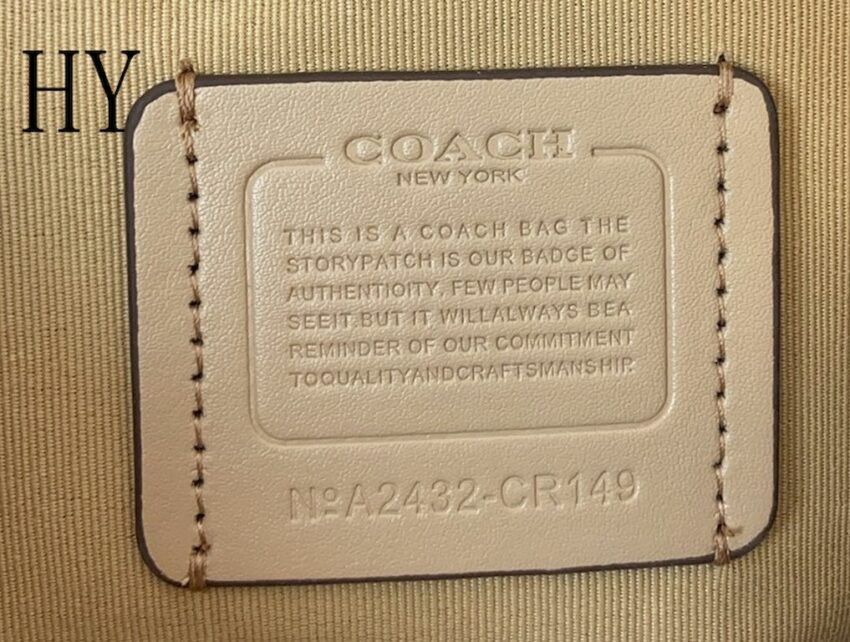 HY
COACH
NEW YORK
THIS IS A COACH BAG THE
STORYPATCH IS OUR BADGE OF
AUTHENTIOITY. FEW PEOPLE MAY
SEEIT.BUT IT WILLALWAYS BEA
REMINDER OF OUR COMMITMENT
TOQUALITYANDCRAFTSMANSHIP.
NºA2432-CR149